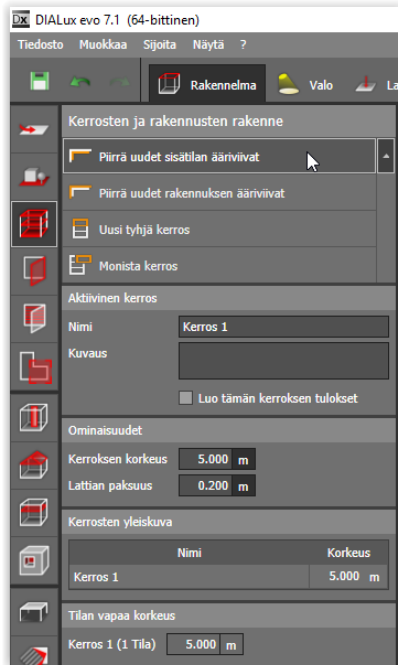 DX DIALux evo 7.1 (64-bittinen)
Tiedosto Muokkaa Sijoita Näytä ?
Rakennelma Valo La
Kerrosten ja rakennusten rakenne
Piirrä uudet sisätilan ääriviivat
Piirrä uudet rakennuksen ääriviivat
Uusi tyhjä kerros
Monista kerros
Aktiivinen kerros
Nimi Kerros 1
Kuvaus
Luo tämän kerroksen tulokset
Ominaisuudet
Kerroksen korkeus 5.000 m
Lattian paksuus 0.200 m
Kerrosten yleiskuva
Nimi Korkeus
Kerros 1 5.000 m
Tilan vapaa korkeus
Kerros 1 (1 Tila) 5.000 m